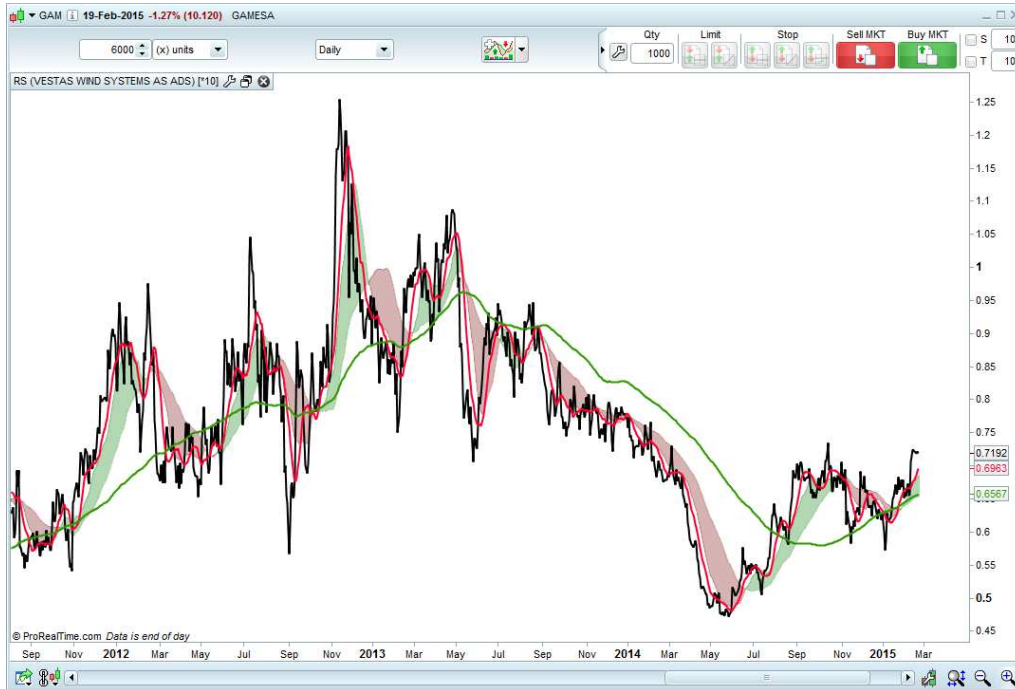 GAM 19-Feb-2015 -1.27% (10.120) GAMESA
Qty Limit Stop Sell MKT Buy MKT
6000 (x) units Daily 1000 S 10
T 10
RS (VESTAS WIND SYSTEMS AS ADS) [*10]
1.25
1.2
1.15
1.1
1.05
1
0.95
0.9
0.85
0.8
0.75
0.7192
0.6963
0.6567
0.6
0.55
0.5
0.45
© ProRealTime.com Data is end of day
Sep Nov 2012 Mar May Jul Sep Nov 2013 Mar May Jul Sep Nov 2014 Mar May Jul Sep Nov 2015 Mar